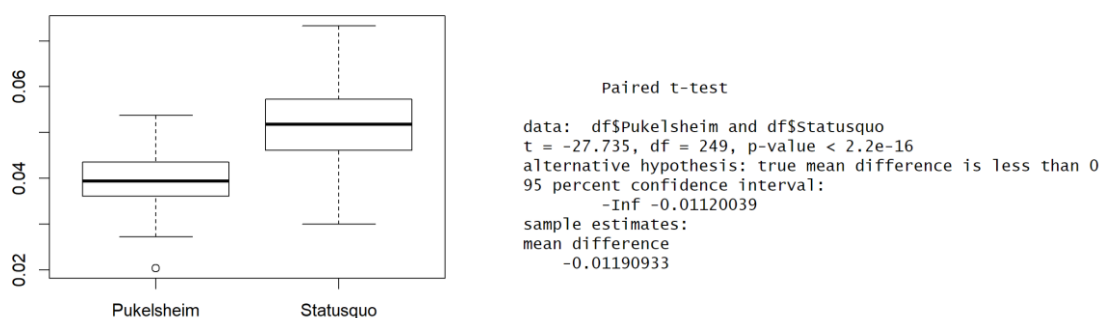 0.06
0.04
0.02
Pukelsheim
Statusquo
Paired t-test
data: df$Pukelsheim and df$Statusquo
t = -27.735, df = 249, p-value < 2.2e-16
alternative hypothesis: true mean difference is less than 0
95 percent confidence interval:
-Inf -0.01120039
sample estimates:
mean difference
-0.01190933